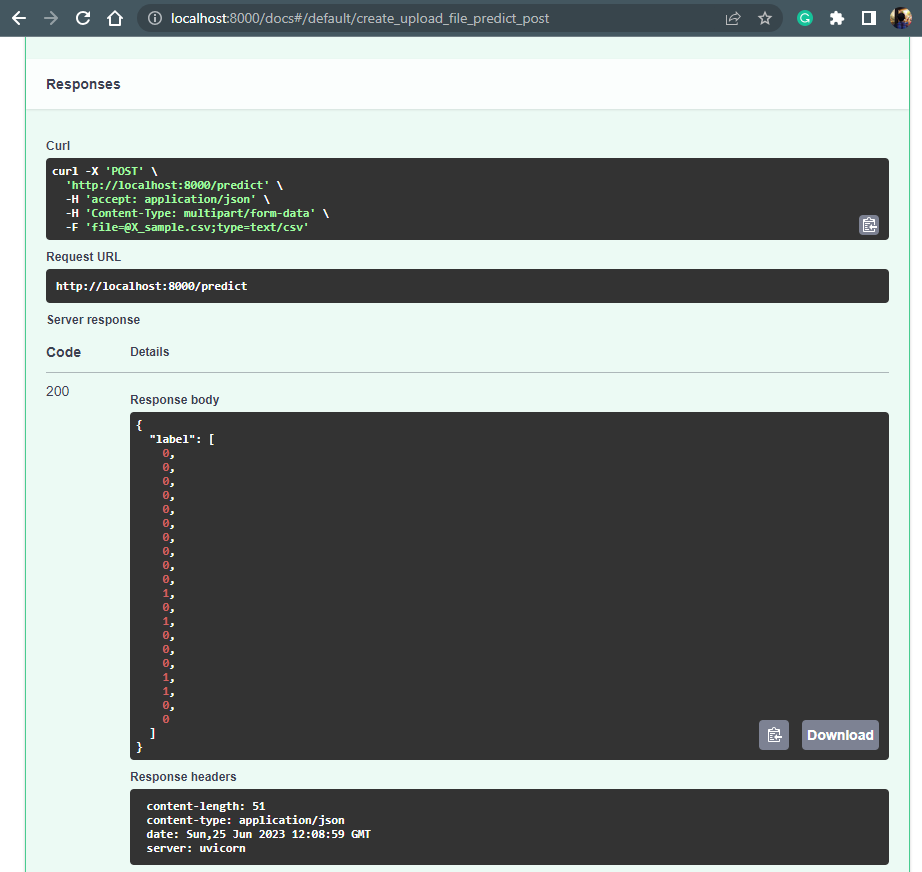 localhost:8000/docs#/default/create_upload_file_predict_post
Responses
Curl
curl -X 'POST' \
'http://localhost:8000/predict' \
-H 'accept: application/json' \
-H 'Content-Type: multipart/form-data' \
-F 'file=@X_sample.csv;type=text/csv'
Request URL
http://localhost:8000/predict
Server response
Code Details
200
Response body
{
"label": [
0,
0,
0,
0,
0,
0,
0,
0,
0,
0,
1,
0,
1,
0,
0,
0,
1,
1,
0,
0
]
}
Download
Response headers
content-length: 51
content-type: application/json
date: Sun,25 Jun 2023 12:08:59 GMT
server: uvicorn